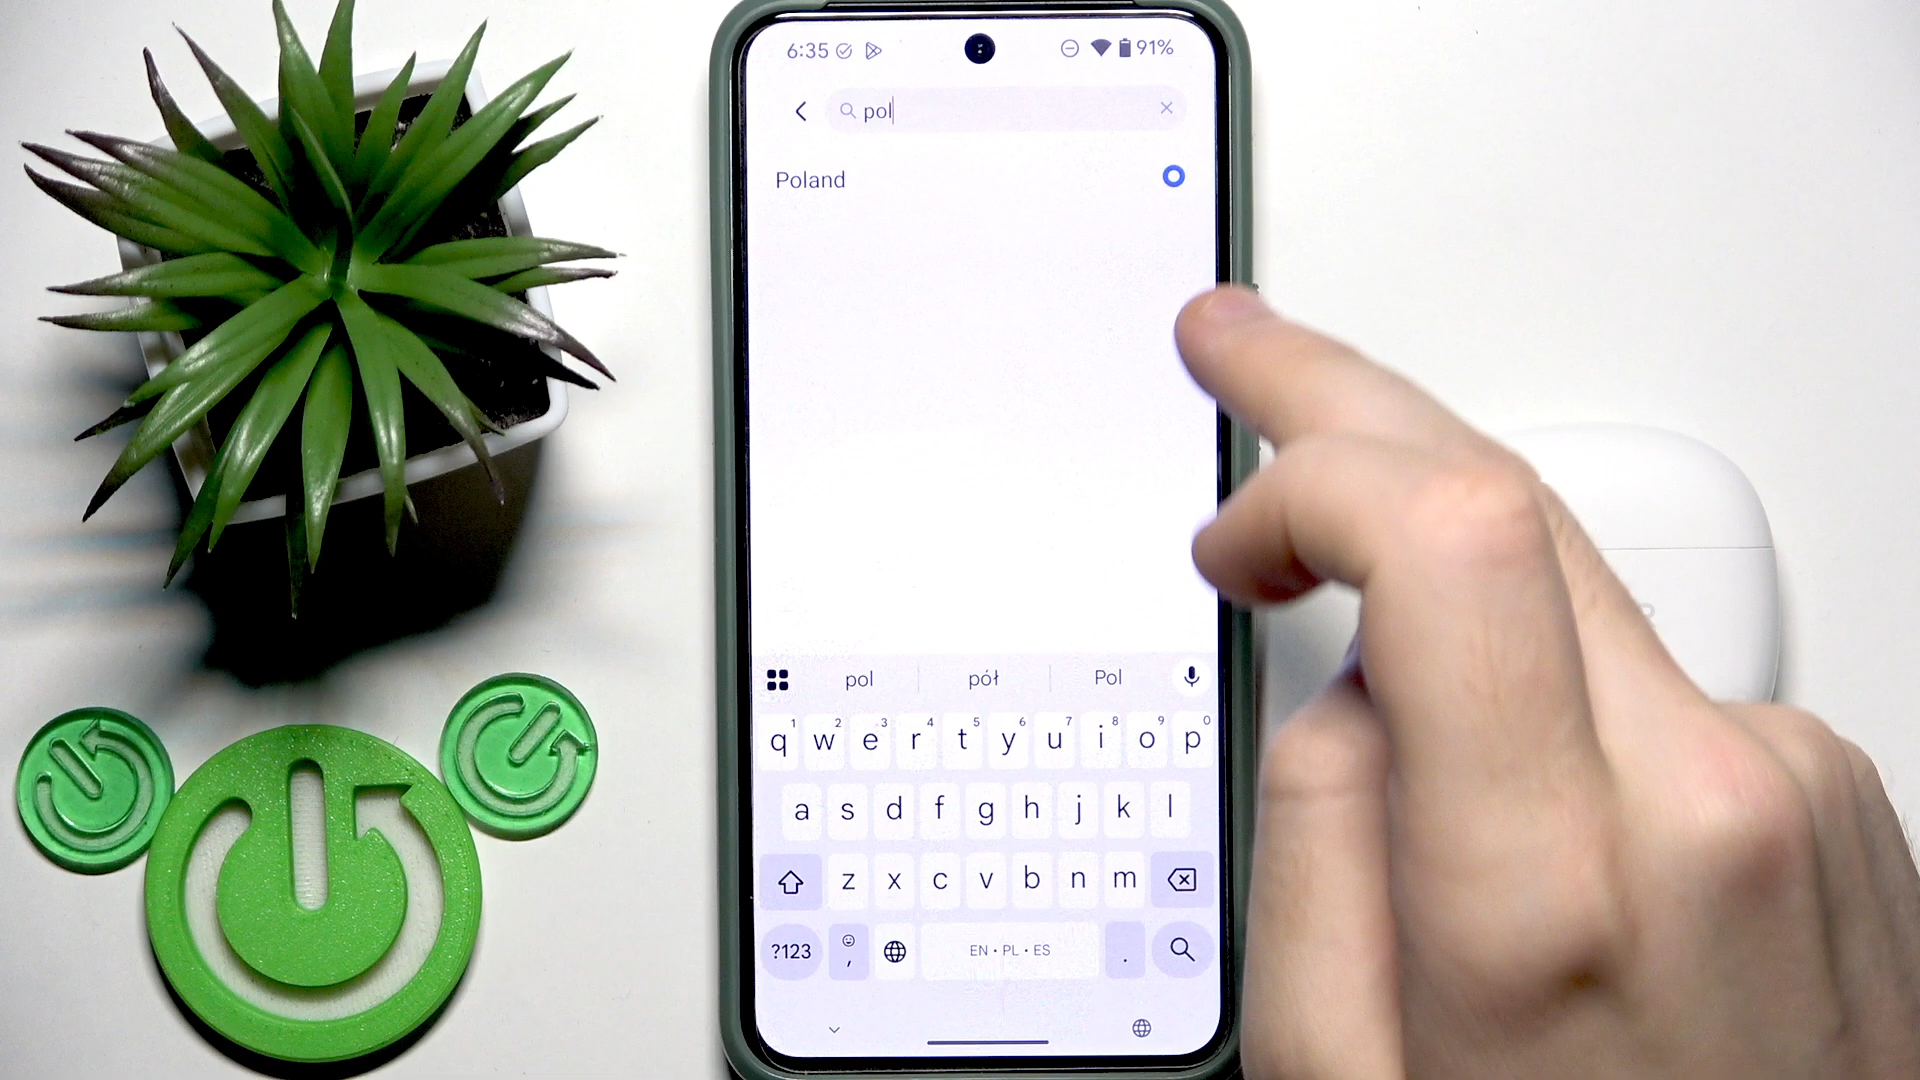 6:35 91%
pol
Poland
pol pół Pol
1 2 3 4 5 6 7 8 9 0
q w e r t y u i o p
a s d f g h j k l
z x c v b n m
?123 , EN • PL • ES .